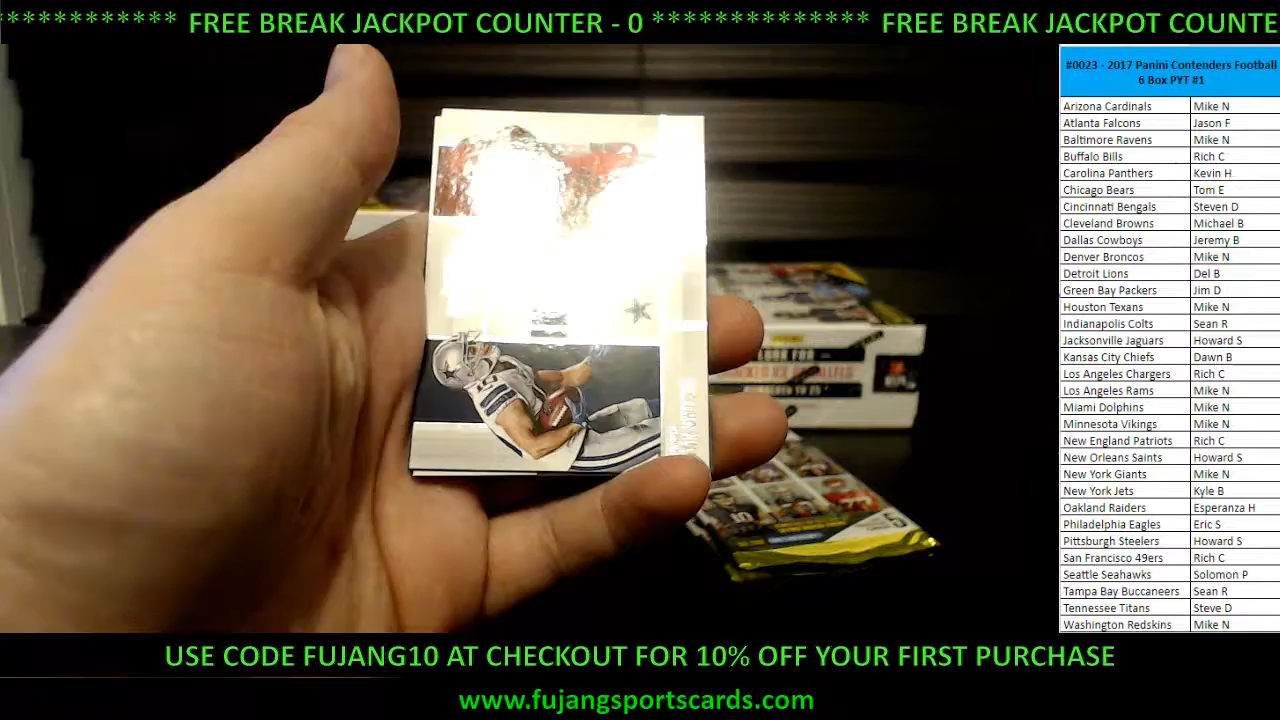 ************ FREE BREAK JACKPOT COUNTER - 0 ************** FREE BREAK JACKPOT COUNTE
#0023 - 2017 Panini Contenders Football
6 Box PYT #1
Arizona Cardinals Mike N
Atlanta Falcons Jason F
Baltimore Ravens Mike N
Buffalo Bills Rich C
Carolina Panthers Kevin H
Chicago Bears Tom E
Cincinnati Bengals Steven D
Cleveland Browns Michael B
Dallas Cowboys Jeremy B
Denver Broncos Mike N
Detroit Lions Del B
Green Bay Packers Jim D
Houston Texans Mike N
Indianapolis Colts Sean R
Jacksonville Jaguars Howard S
Kansas City Chiefs Dawn B
Los Angeles Chargers Rich C
Los Angeles Rams Mike N
Miami Dolphins Mike N
Minnesota Vikings Mike N
New England Patriots Rich C
New Orleans Saints Howard S
New York Giants Mike N
New York Jets Kyle B
Oakland Raiders Esperanza H
Philadelphia Eagles Eric S
Pittsburgh Steelers Howard S
San Francisco 49ers Rich C
Seattle Seahawks Solomon P
Tampa Bay Buccaneers Sean R
Tennessee Titans Steve D
Washington Redskins Mike N
USE CODE FUJANG10 AT CHECKOUT FOR 10% OFF YOUR FIRST PURCHASE
www.fujangsportscards.com